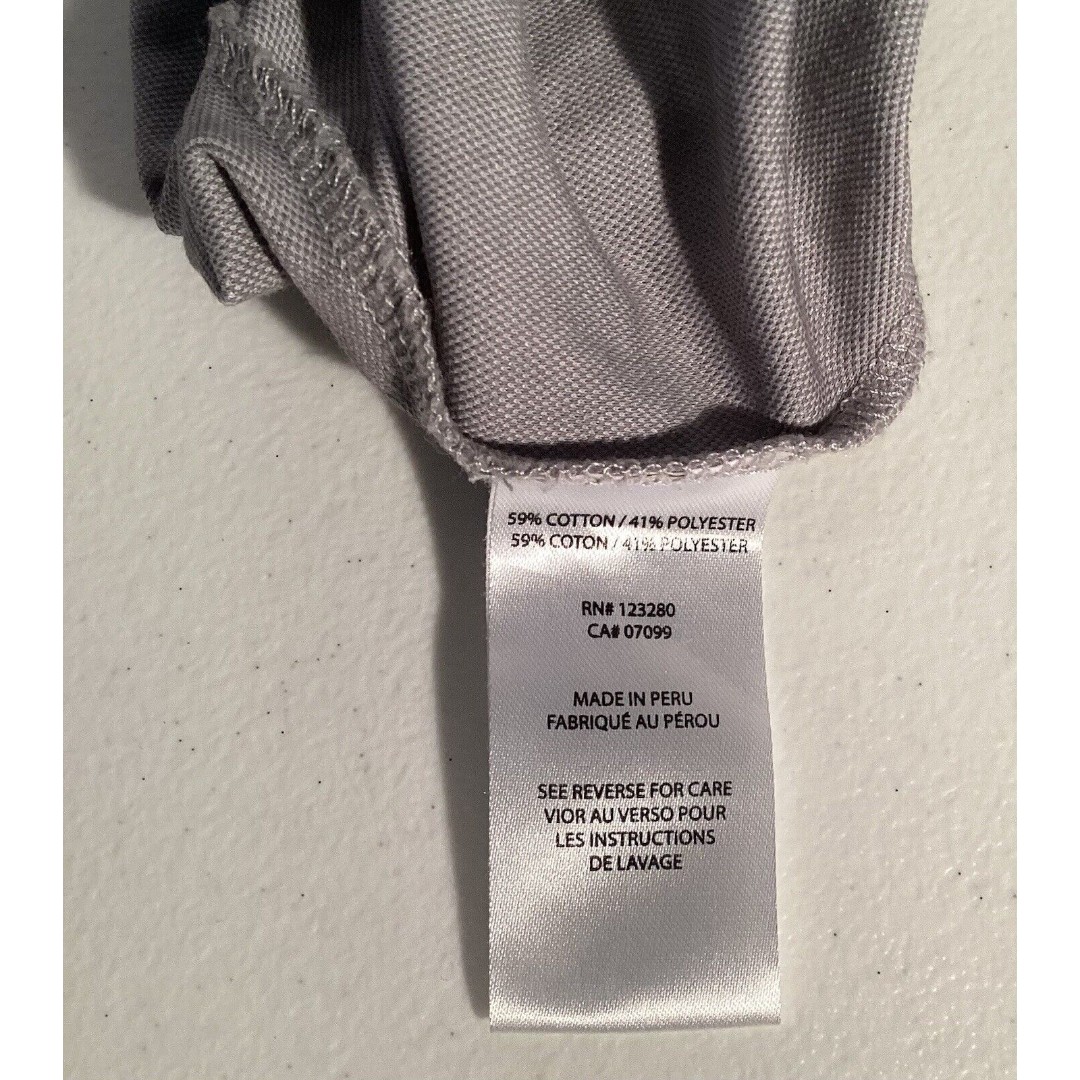 59% COTTON / 41% POLYESTER
59% COTON / 41% POLYESTER
RN# 123280
CA# 07099
MADE IN PERU
FABRIQUÉ AU PÉROU
SEE REVERSE FOR CARE
VIOR AU VERSO POUR
LES INSTRUCTIONS
DE LAVAGE